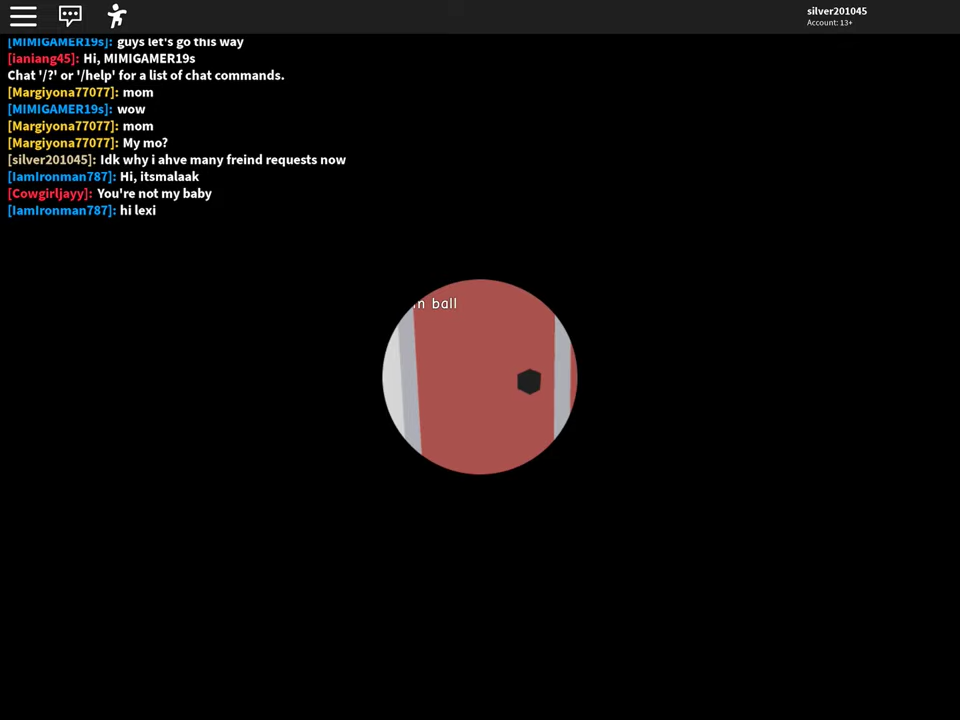 silver201045
Account: 13+
[MIMIGAMER19s]: guys let's go this way
[ianiang45]: Hi, MIMIGAMER19s
Chat '/?' or '/help' for a list of chat commands.
[Margiyona77077]: mom
[MIMIGAMER19s]: wow
[Margiyona77077]: mom
[Margiyona77077]: My mo?
[silver201045]: Idk why i ahve many freind requests now
[IamIronman787]: Hi, itsmalaak
[Cowgirljayy]: You're not my baby
[IamIronman787]: hi lexi
ball